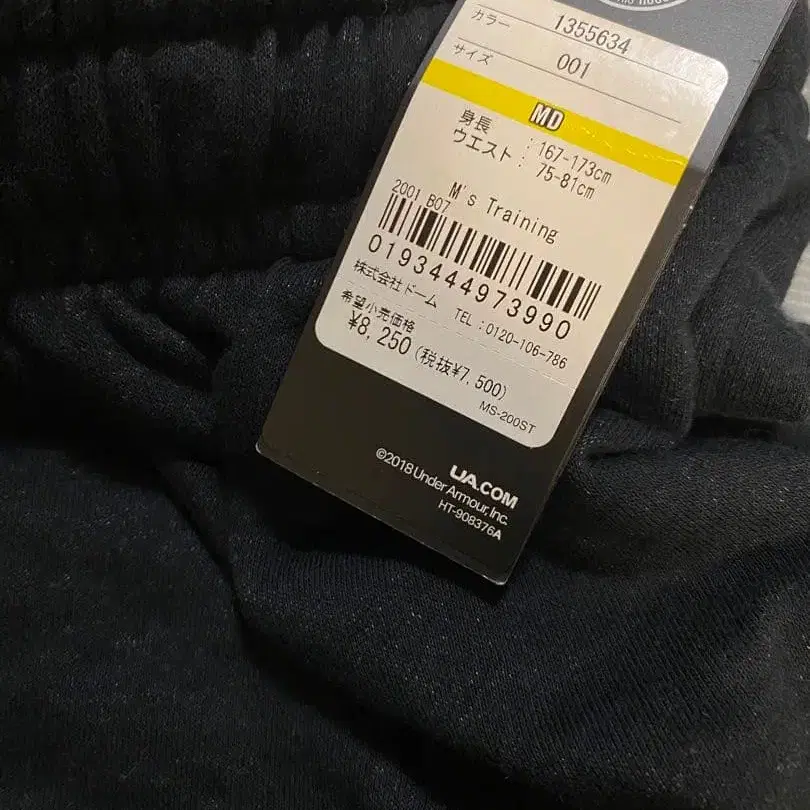 カラー 1355634
サイズ 001
MD
身長 : 167-173cm
ウエスト : 75-81cm
M's Training
2001 B07
0193444973990
株式会社ドーム TEL:0120-106-786
希望小売価格
¥8,250 (税抜¥7,500)
MS-200ST
UA.COM
©2018 Under Armour, Inc.
HT-908376A